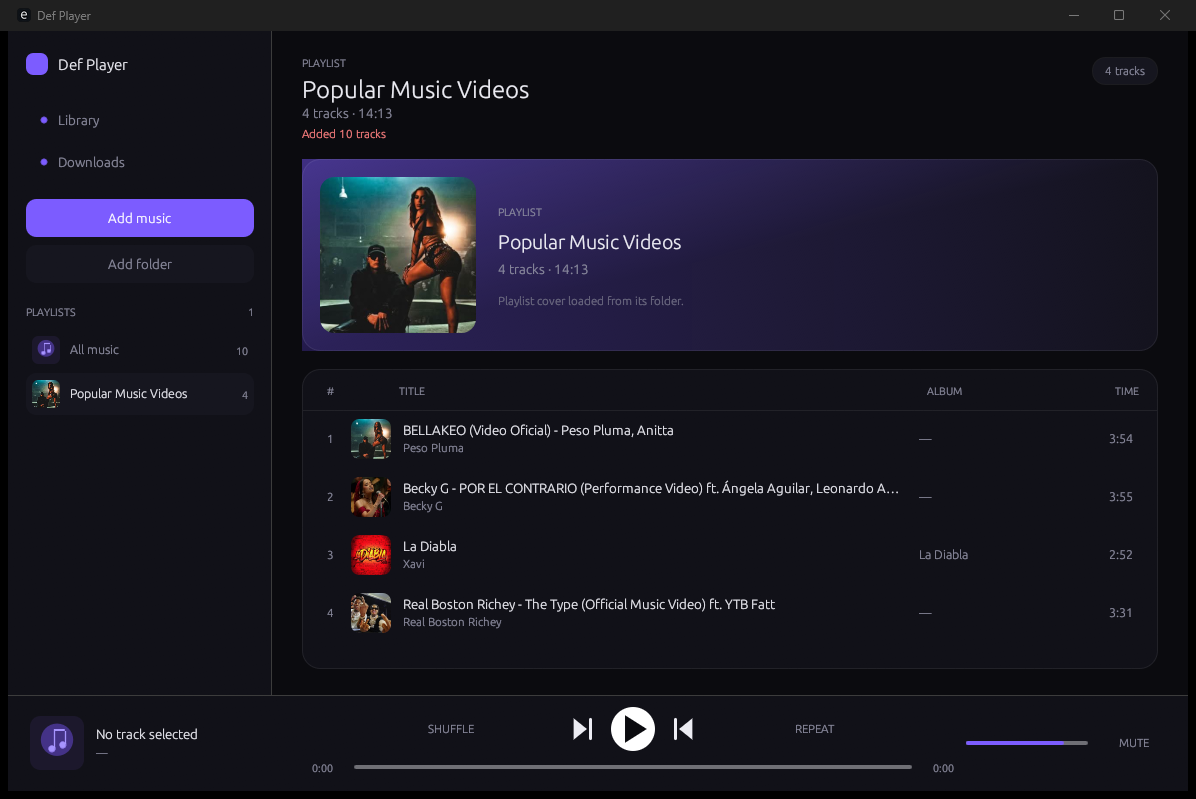 e Def Player
Def Player
Library
Downloads
Add music
Add folder
PLAYLISTS 1
All music 10
Popular Music Videos 4
PLAYLIST
Popular Music Videos
4 tracks · 14:13
Added 10 tracks
4 tracks
PLAYLIST
Popular Music Videos
4 tracks · 14:13
Playlist cover loaded from its folder.
# TITLE ALBUM TIME
1 BELLAKEO (Video Oficial) - Peso Pluma, Anitta — 3:54
Peso Pluma
2 Becky G - POR EL CONTRARIO (Performance Video) ft. Ángela Aguilar, Leonardo A... — 3:55
Becky G
3 La Diabla La Diabla 2:52
Xavi
4 Real Boston Richey - The Type (Official Music Video) ft. YTB Fatt — 3:31
Real Boston Richey
No track selected
—
SHUFFLE REPEAT
0:00 0:00
MUTE